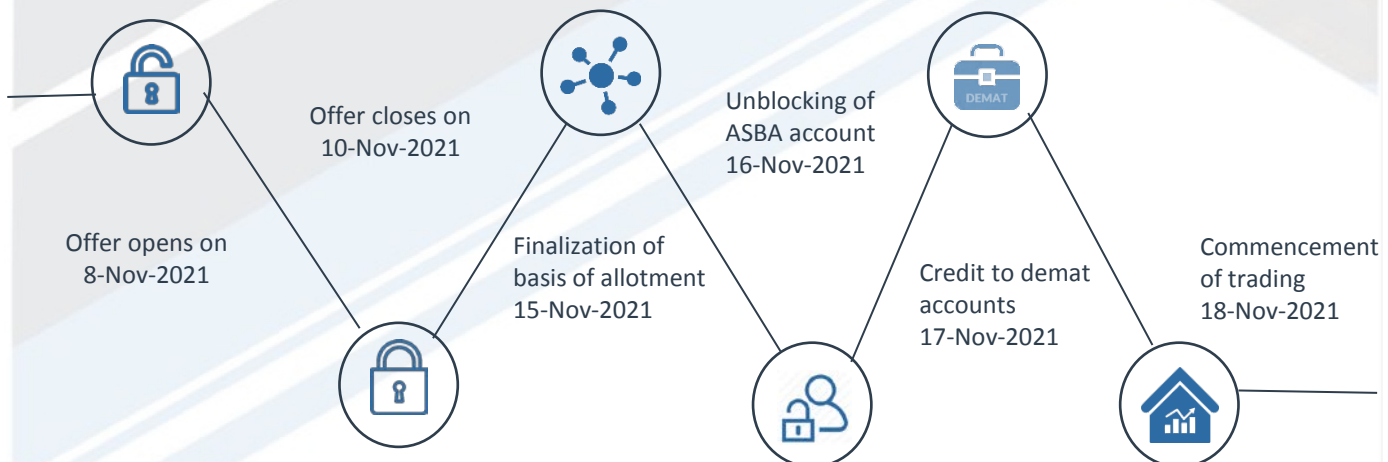 Offer opens on
8-Nov-2021
Offer closes on
10-Nov-2021
Finalization of
basis of allotment
15-Nov-2021
Unblocking of
ASBA account
16-Nov-2021
DEMAT
Credit to demat
accounts
17-Nov-2021
Commencement
of trading
18-Nov-2021